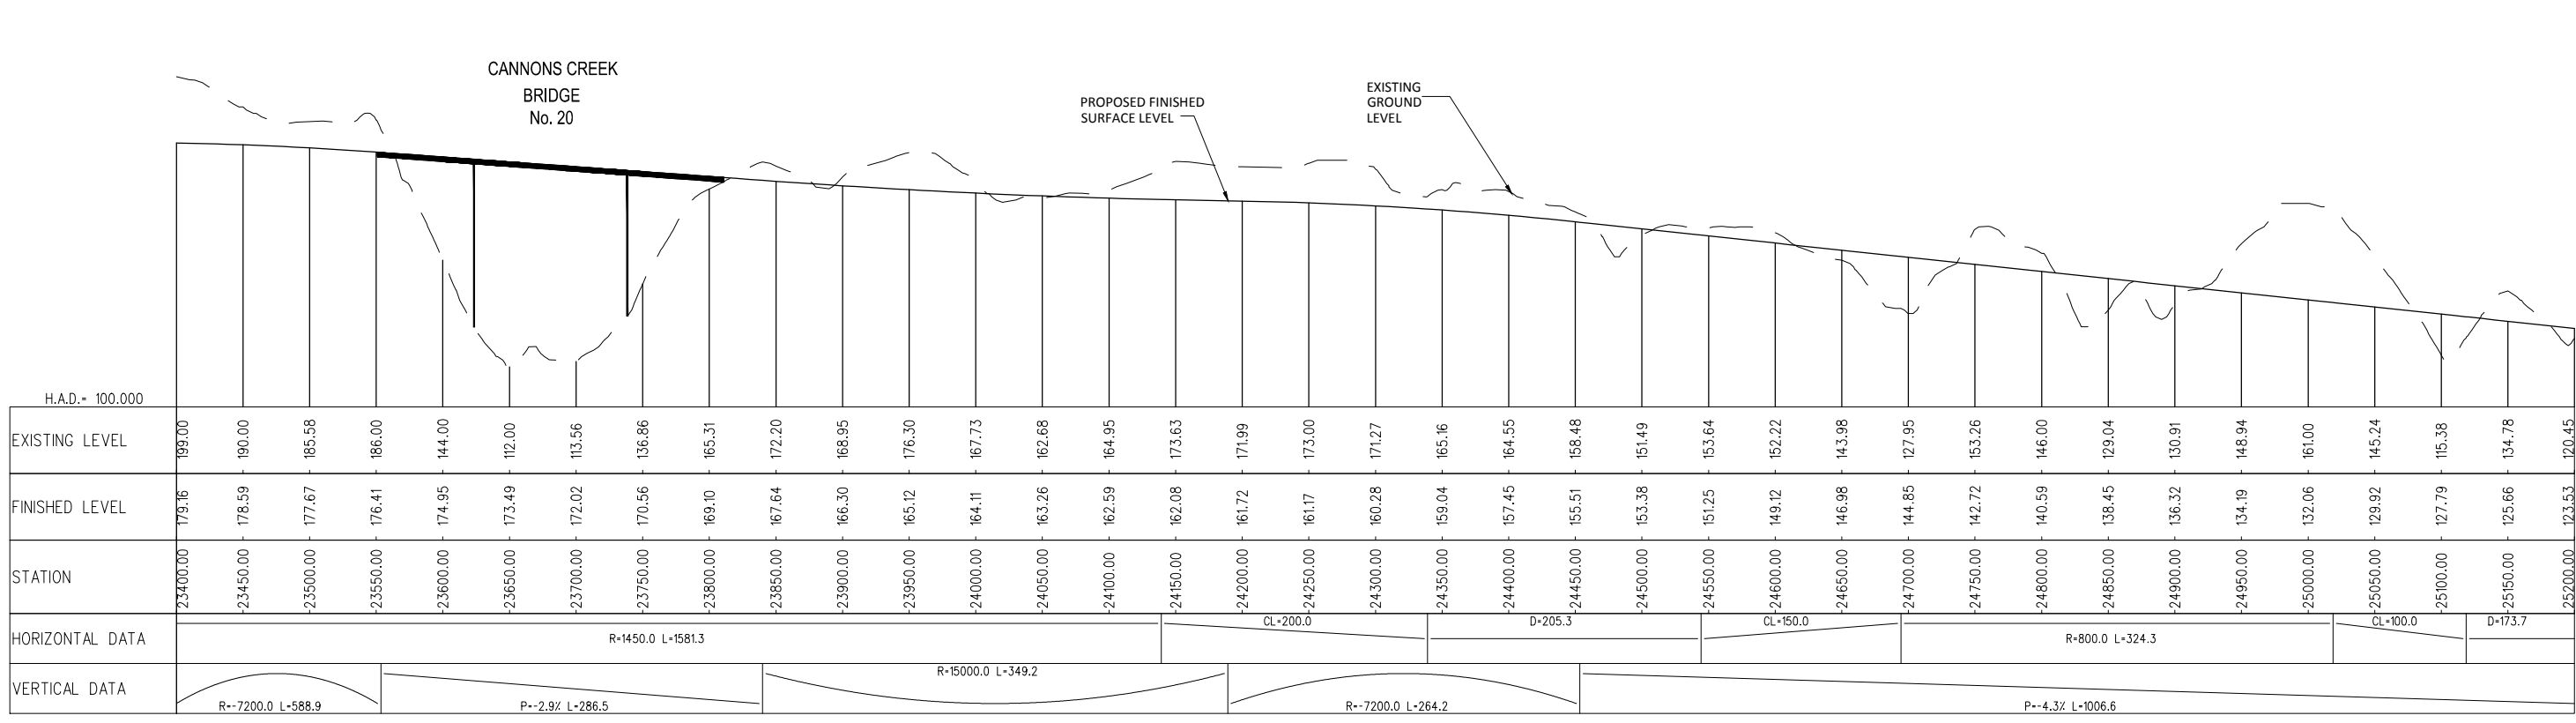 CANNONS CREEK
BRIDGE
No. 20
PROPOSED FINISHED
SURFACE LEVEL
EXISTING
GROUND
LEVEL
H.A.D.= 100.000
EXISTING LEVEL 199.00 190.00 185.58 186.00 144.00 112.00 113.56 136.86 165.31 172.20 168.95 176.30 167.73 162.68 164.95 173.63 171.99 173.00 171.27 165.16 164.55 158.48 151.49 153.64 152.22 143.98 127.95 153.26 146.00 129.04 130.91 148.94 161.00 145.24 115.38 134.78 120.45
FINISHED LEVEL 179.16 178.59 177.67 176.41 174.95 173.49 172.02 170.56 169.10 167.64 166.30 165.12 164.11 163.26 162.59 162.08 161.72 161.17 160.28 159.04 157.45 155.51 153.38 151.25 149.12 146.98 144.85 142.72 140.59 138.45 136.32 134.19 132.06 129.92 127.79 125.66 123.53
STATION 23400.00 23450.00 23500.00 23550.00 23600.00 23650.00 23700.00 23750.00 23800.00 23850.00 23900.00 23950.00 24000.00 24050.00 24100.00 24150.00 24200.00 24250.00 24300.00 24350.00 24400.00 24450.00 24500.00 24550.00 24600.00 24650.00 24700.00 24750.00 24800.00 24850.00 24900.00 24950.00 25000.00 25050.00 25100.00 25150.00 25200.00
HORIZONTAL DATA R=1450.0 L=1581.3 CL=200.0 D=205.3 CL=150.0 R=800.0 L=324.3 CL=100.0 D=173.7
VERTICAL DATA R=-7200.0 L=588.9 P=-2.9% L=286.5 R=15000.0 L=349.2 R=-7200.0 L=264.2 P=-4.3% L=1006.6